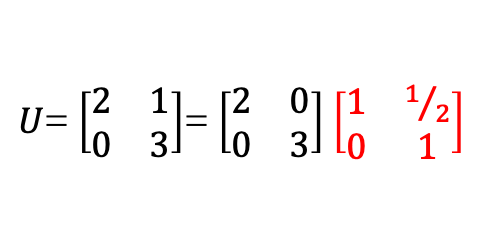 U= [2 1] = [2 0] [1 1/2]
[0 3] [0 3] [0 1]